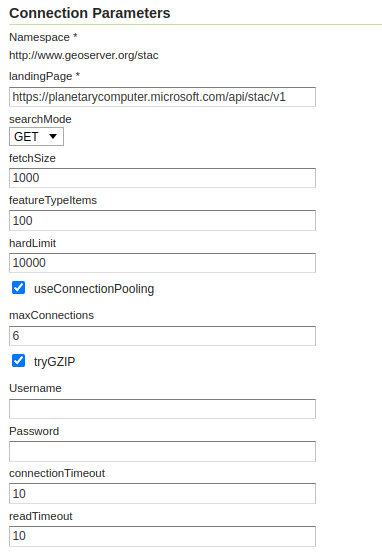 Connection Parameters
Namespace *
http://www.geoserver.org/stac
landingPage *
https://planetarycomputer.microsoft.com/api/stac/v1
searchMode
GET
fetchSize
1000
featureTypeItems
100
hardLimit
10000
useConnectionPooling
maxConnections
6
tryGZIP
Username
Password
connectionTimeout
10
readTimeout
10